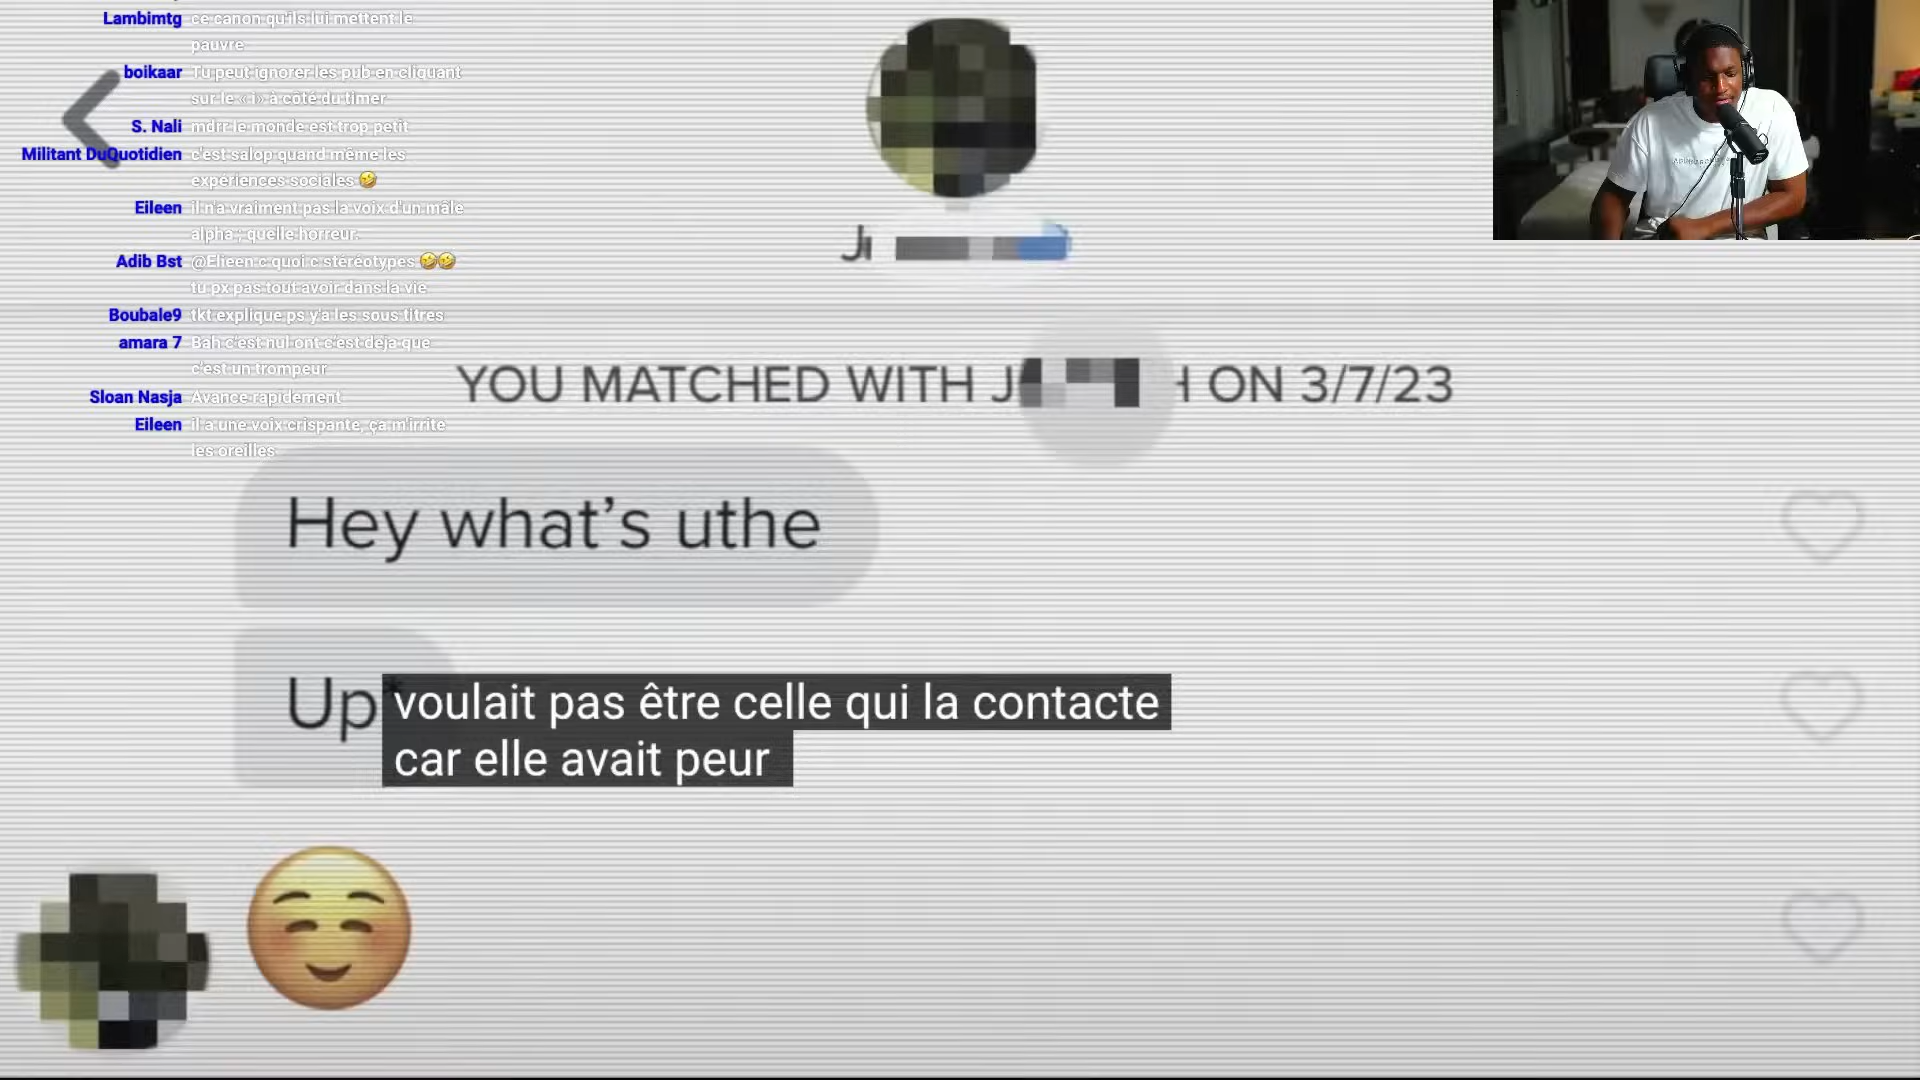 Lambimtg ce canon qu'ils lui mettent le
pauvre
boikaar Tu peut ignorer les pub en cliquant
sur le « i » à côté du timer
S. Nali mdrr le monde est trop petit
Militant DuQuotidien c'est salop quand même les
expériences sociales 🤣
Eileen il n'a vraiment pas la voix d'un mâle
alpha , quelle horreur.
Adib Bst @Elieen c quoi c stéréotypes 🤣🤣
tu px pas tout avoir dans la vie
Boubale9 tkt explique ps y'a les sous titres
amara 7 Bah c'est nul ont c'est déjà que
c'est un trompeur
Sloan Nasja Avance rapidement
Eileen il a une voix crispante, ça m'irrite
les oreilles
YOU MATCHED WITH J H ON 3/7/23
Hey what's uthe
Up*
voulait pas être celle qui la contacte
car elle avait peur